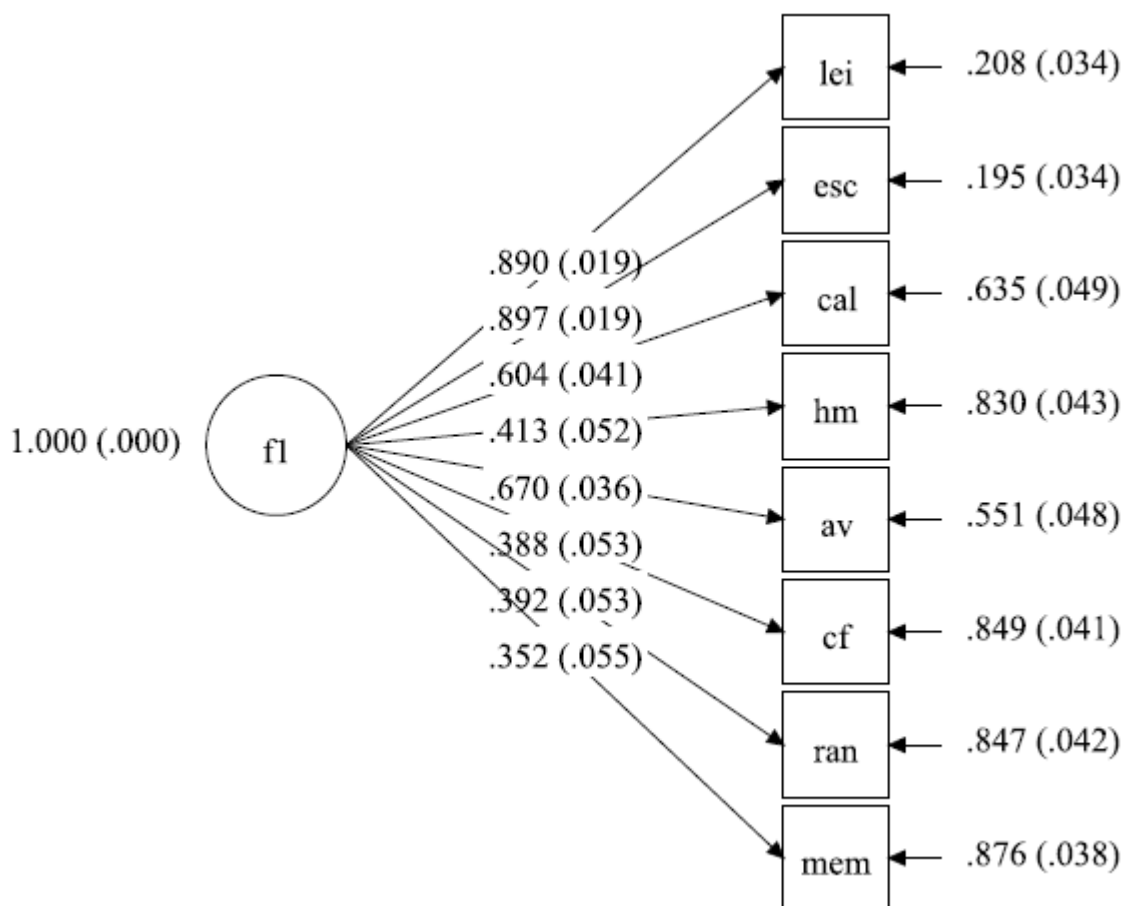 lei
.208 (.034)
esc
.195 (.034)
.890 (.019)
cal
.635 (.049)
.897 (.019)
.604 (.041)
hm
.830 (.043)
.413 (.052)
1.000 (.000)
f1
.670 (.036)
av
.551 (.048)
.388 (.053)
.392 (.053)
cf
.849 (.041)
.352 (.055)
ran
.847 (.042)
mem
.876 (.038)